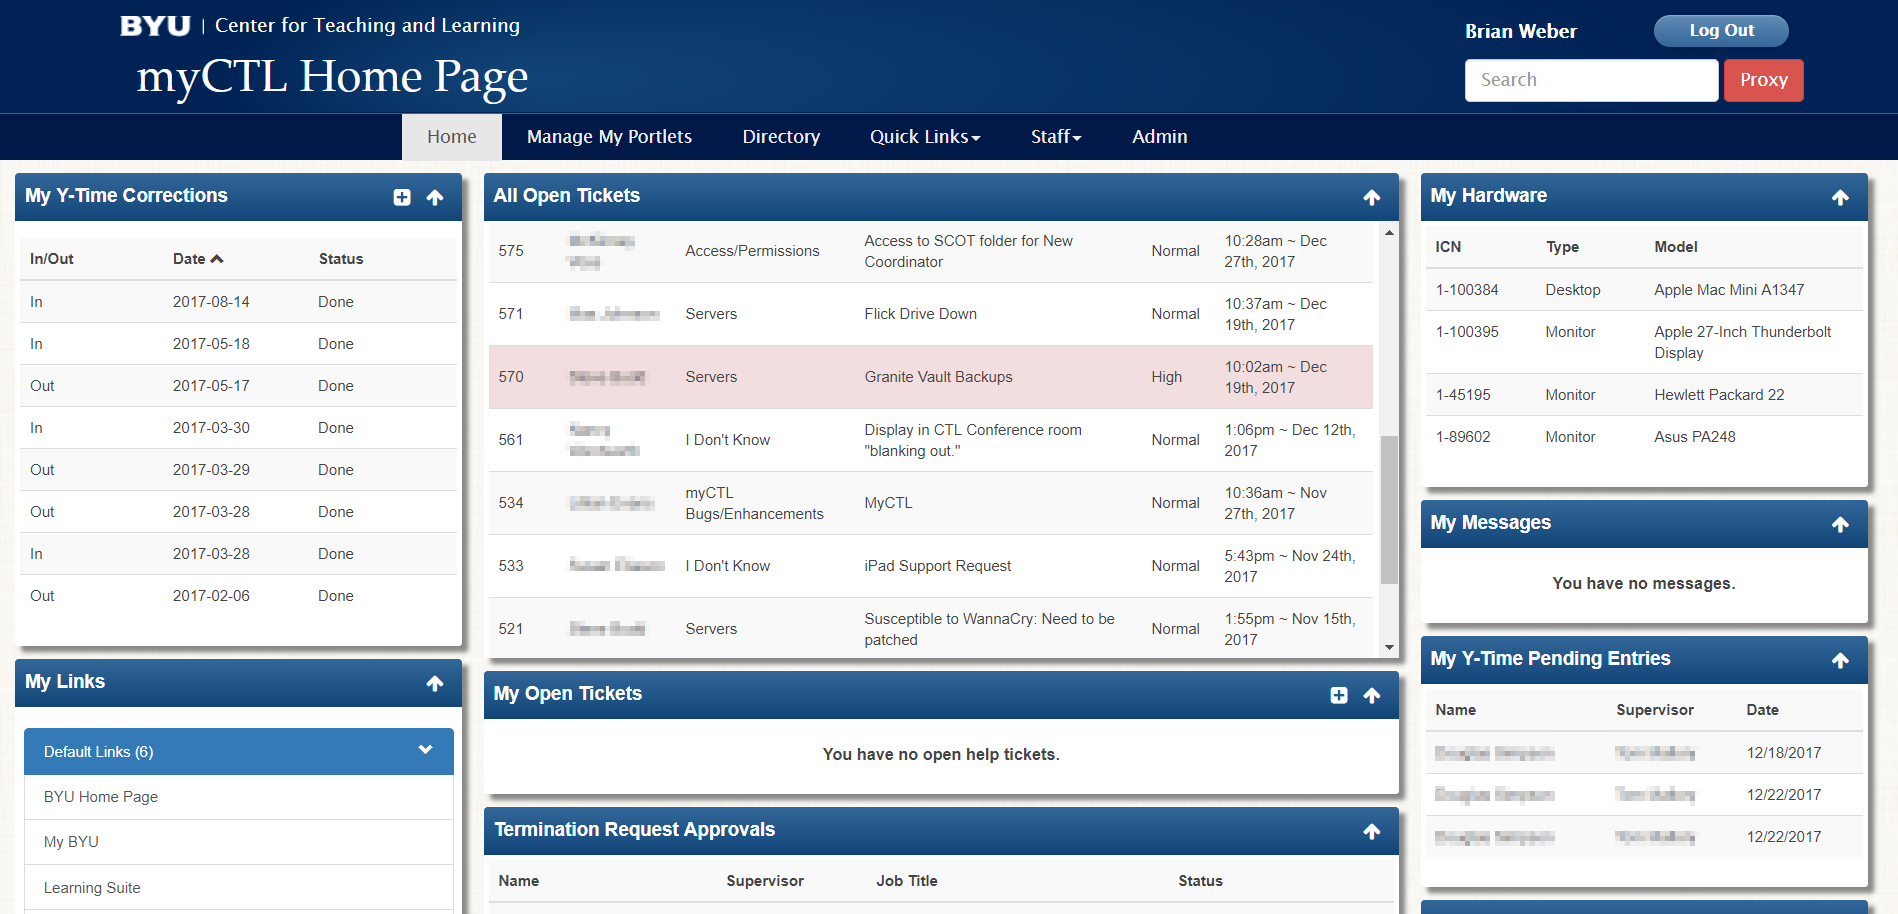 BYU | Center for Teaching and Learning
myCTL Home Page
Brian Weber
Log Out
Search
Proxy
Home
Manage My Portlets
Directory
Quick Links
Staff
Admin
My Y-Time Corrections
In/Out Date Status
In 2017-08-14 Done
In 2017-05-18 Done
Out 2017-05-17 Done
In 2017-03-30 Done
Out 2017-03-29 Done
Out 2017-03-28 Done
In 2017-03-28 Done
Out 2017-02-06 Done
My Links
Default Links (6)
BYU Home Page
My BYU
Learning Suite
All Open Tickets
575 Access/Permissions Access to SCOT folder for New Normal 10:28am ~ Dec
Coordinator 27th, 2017
571 Servers Flick Drive Down Normal 10:37am ~ Dec
19th, 2017
570 Servers Granite Vault Backups High 10:02am ~ Dec
19th, 2017
561 I Don't Know Display in CTL Conference room Normal 1:06pm ~ Dec 12th,
"blanking out." 2017
534 myCTL MyCTL Normal 10:36am ~ Nov
Bugs/Enhancements 27th, 2017
533 I Don't Know iPad Support Request Normal 5:43pm ~ Nov 24th,
2017
521 Servers Susceptible to WannaCry: Need to be Normal 1:55pm ~ Nov 15th,
patched 2017
My Open Tickets
You have no open help tickets.
Termination Request Approvals
Name Supervisor Job Title Status
My Hardware
ICN Type Model
1-100384 Desktop Apple Mac Mini A1347
1-100395 Monitor Apple 27-Inch Thunderbolt
Display
1-45195 Monitor Hewlett Packard 22
1-89602 Monitor Asus PA248
My Messages
You have no messages.
My Y-Time Pending Entries
Name Supervisor Date
12/18/2017
12/22/2017
12/22/2017